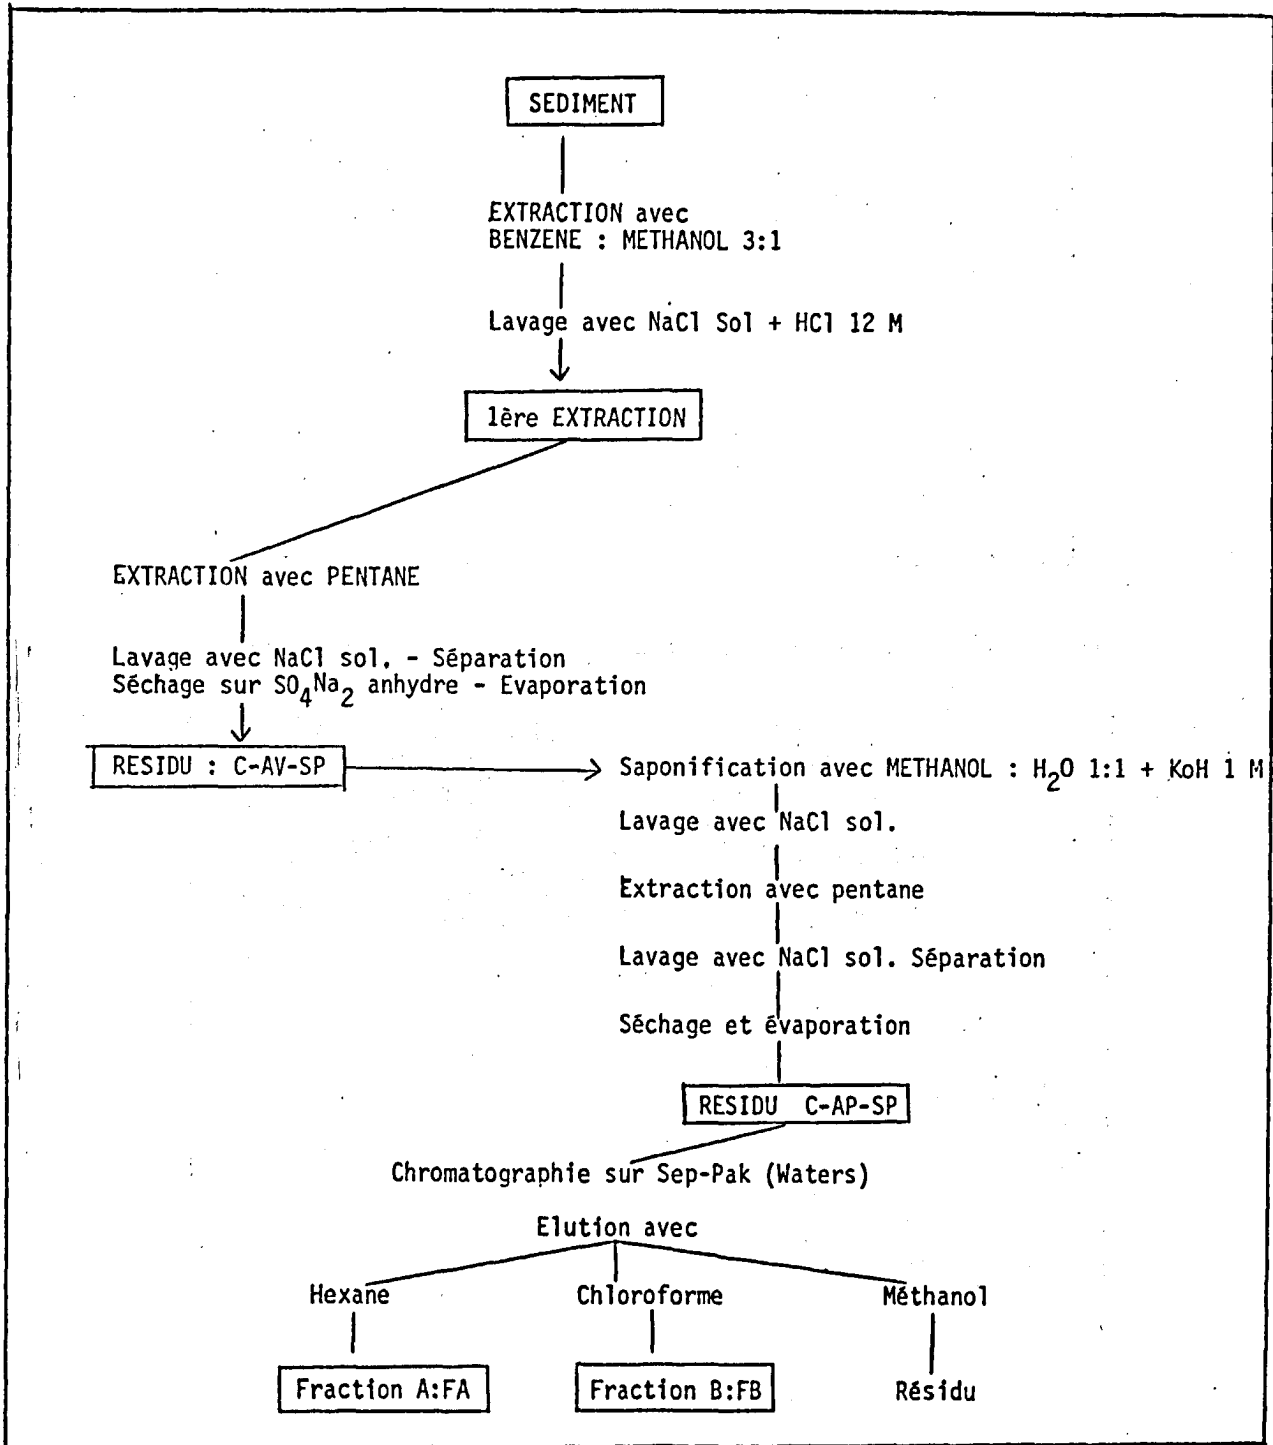 SEDIMENT
EXTRACTION avec
BENZENE : METHANOL 3:1
Lavage avec NaCl Sol + HCl 12 M
1ère EXTRACTION
EXTRACTION avec PENTANE
Lavage avec NaCl sol. - Séparation
Séchage sur SO4Na2 anhydre - Evaporation
RESIDU : C-AV-SP
Saponification avec METHANOL : H2O 1:1 + KoH 1 M
Lavage avec NaCl sol.
Extraction avec pentane
Lavage avec NaCl sol. Séparation
Séchage et évaporation
RESIDU C-AP-SP
Chromatographie sur Sep-Pak (Waters)
Elution avec
Hexane Chloroforme Méthanol
Fraction A:FA Fraction B:FB Résidu